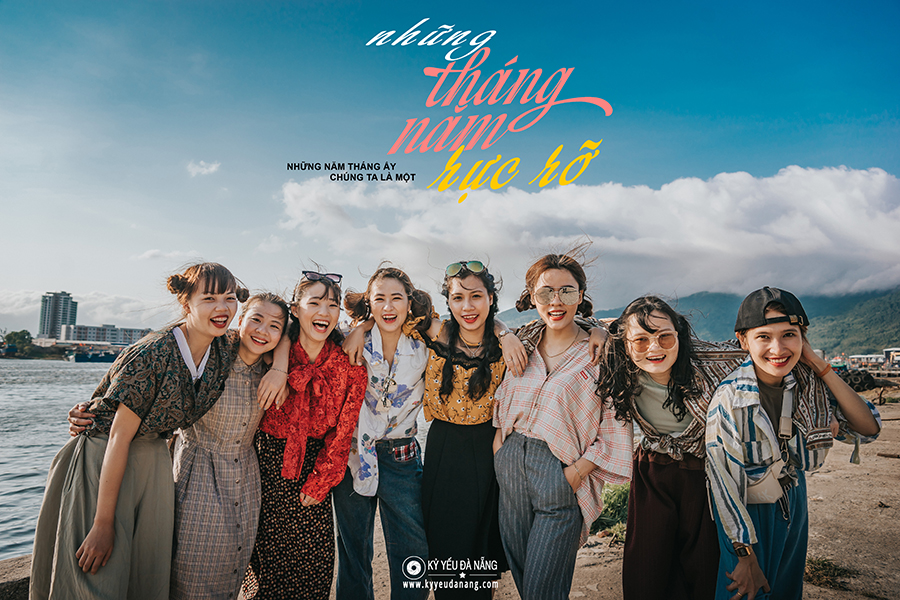 những
tháng
năm
rực rỡ
NHỮNG NĂM THÁNG ẤY
CHÚNG TA LÀ MỘT
KỶ YẾU ĐÀ NẴNG
www.kyyeudanang.com